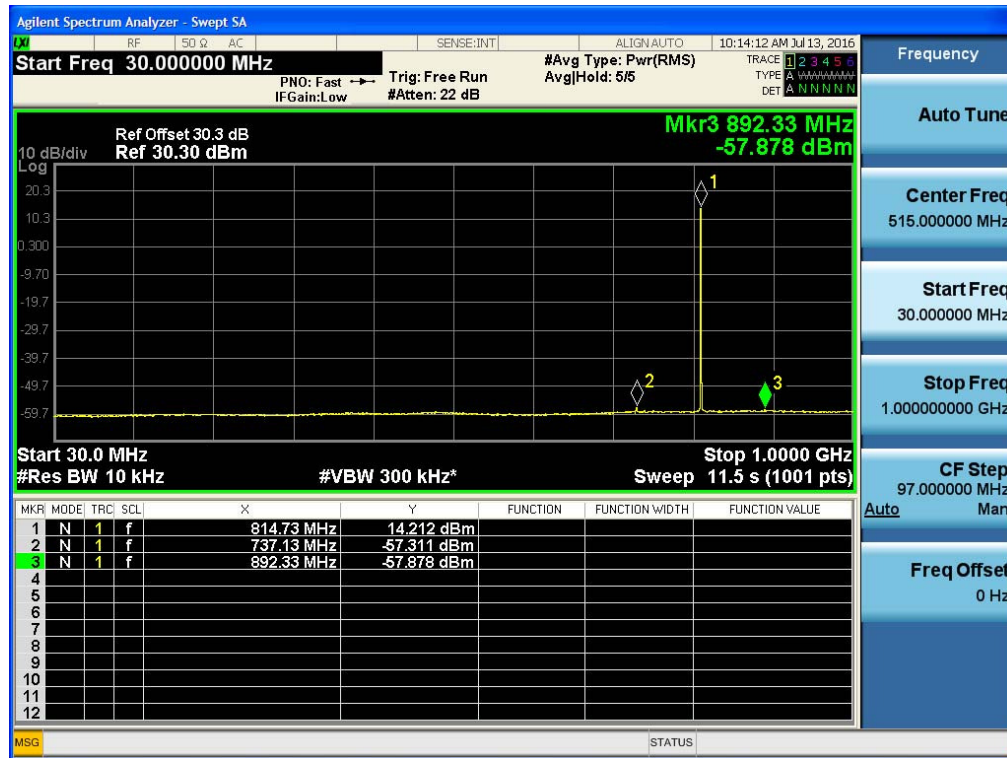 Agilent Spectrum Analyzer - Swept SA
LXI RF 50 Ω AC SENSE:INT ALIGN AUTO 10:14:12 AM Jul 13, 2016
Start Freq 30.000000 MHz
PNO: Fast
IFGain:Low
Trig: Free Run
#Atten: 22 dB
#Avg Type: Pwr(RMS)
Avg|Hold: 5/5
TRACE 1 2 3 4 5 6
TYPE A WWWWW
DET A N N N N N
Ref Offset 30.3 dB
10 dB/div Ref 30.30 dBm
Log
Mkr3 892.33 MHz
-57.878 dBm
20.3
10.3
0.300
-9.70
-19.7
-29.7
-39.7
-49.7
-59.7
1
2
3
Start 30.0 MHz Stop 1.0000 GHz
#Res BW 10 kHz #VBW 300 kHz* Sweep 11.5 s (1001 pts)
MKR MODE TRC SCL X Y FUNCTION FUNCTION WIDTH FUNCTION VALUE
1 N 1 f 814.73 MHz 14.212 dBm
2 N 1 f 737.13 MHz -57.311 dBm
3 N 1 f 892.33 MHz -57.878 dBm
4
5
6
7
8
9
10
11
12
MSG STATUS
Frequency
Auto Tune
Center Freq
515.000000 MHz
Start Freq
30.000000 MHz
Stop Freq
1.000000000 GHz
CF Step
97.000000 MHz
Auto Man
Freq Offset
0 Hz